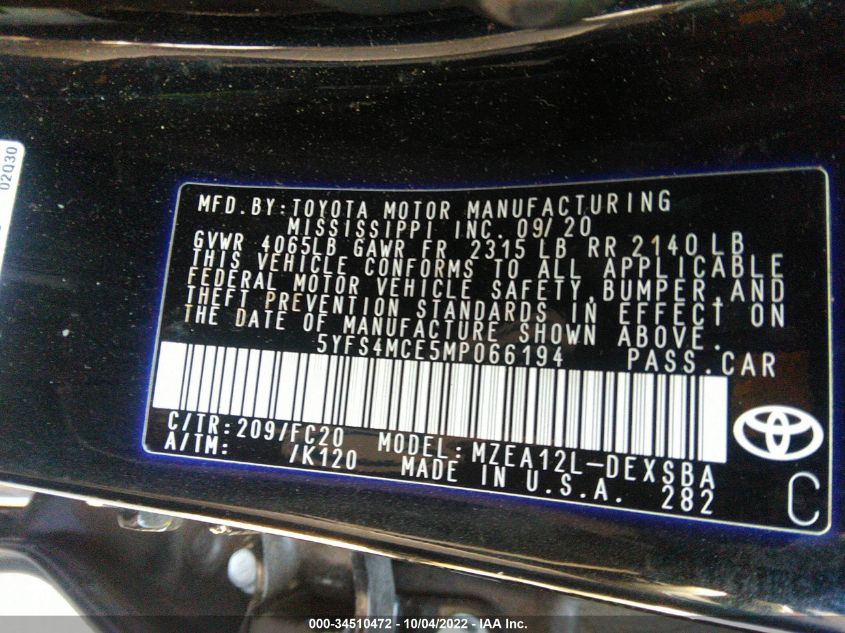 02Q30
MFD.BY:TOYOTA MOTOR MANUFACTURING
MISSISSIPPI INC. 09/20
GVWR 4065LB GAWR FR 2315 LB RR 2140 LB
THIS VEHICLE CONFORMS TO ALL APPLICABLE
FEDERAL MOTOR VEHICLE SAFETY,BUMPER,AND
THEFT PREVENTION STANDARDS IN EFFECT ON
THE DATE OF MANUFACTURE SHOWN ABOVE.
5YFS4MCE5MP066194 PASS.CAR
C/TR:209/FC20 MODEL:MZEA12L-DEXSBA
A/TM: /K120 MADE IN U.S.A. 282
C
000-34510472 - 10/04/2022 - IAA Inc.